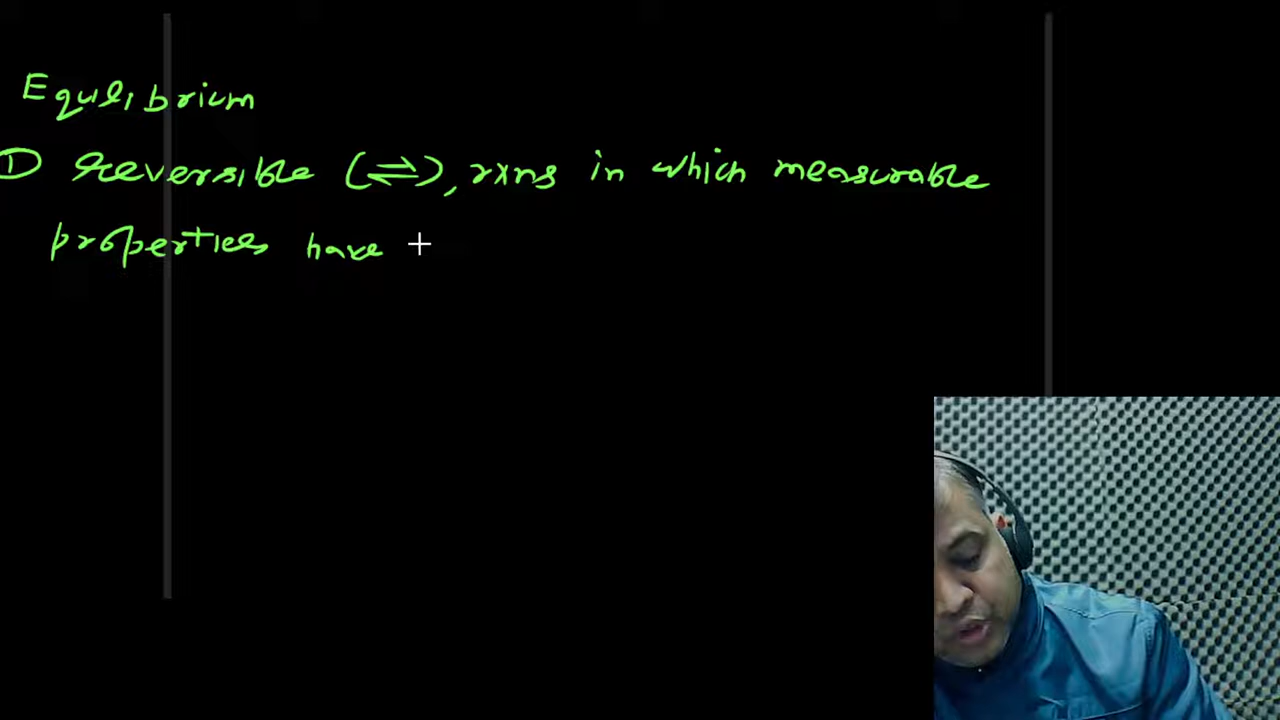 Equilibrium
① Reversible (⇌), rxns in which measurable
properties have